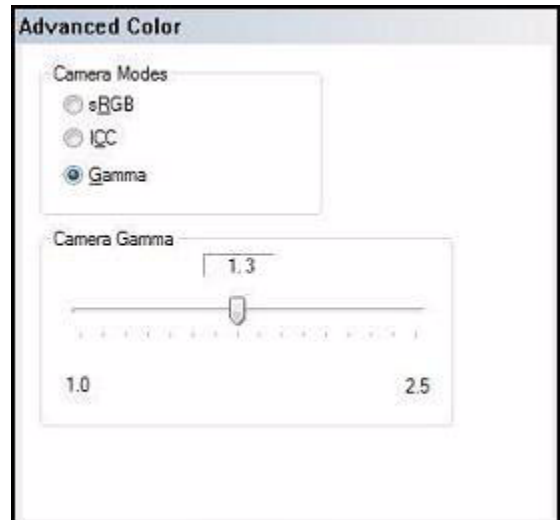 Advanced Color
Camera Modes
sRGB
ICC
Gamma
Camera Gamma
1.3
1.0 2.5